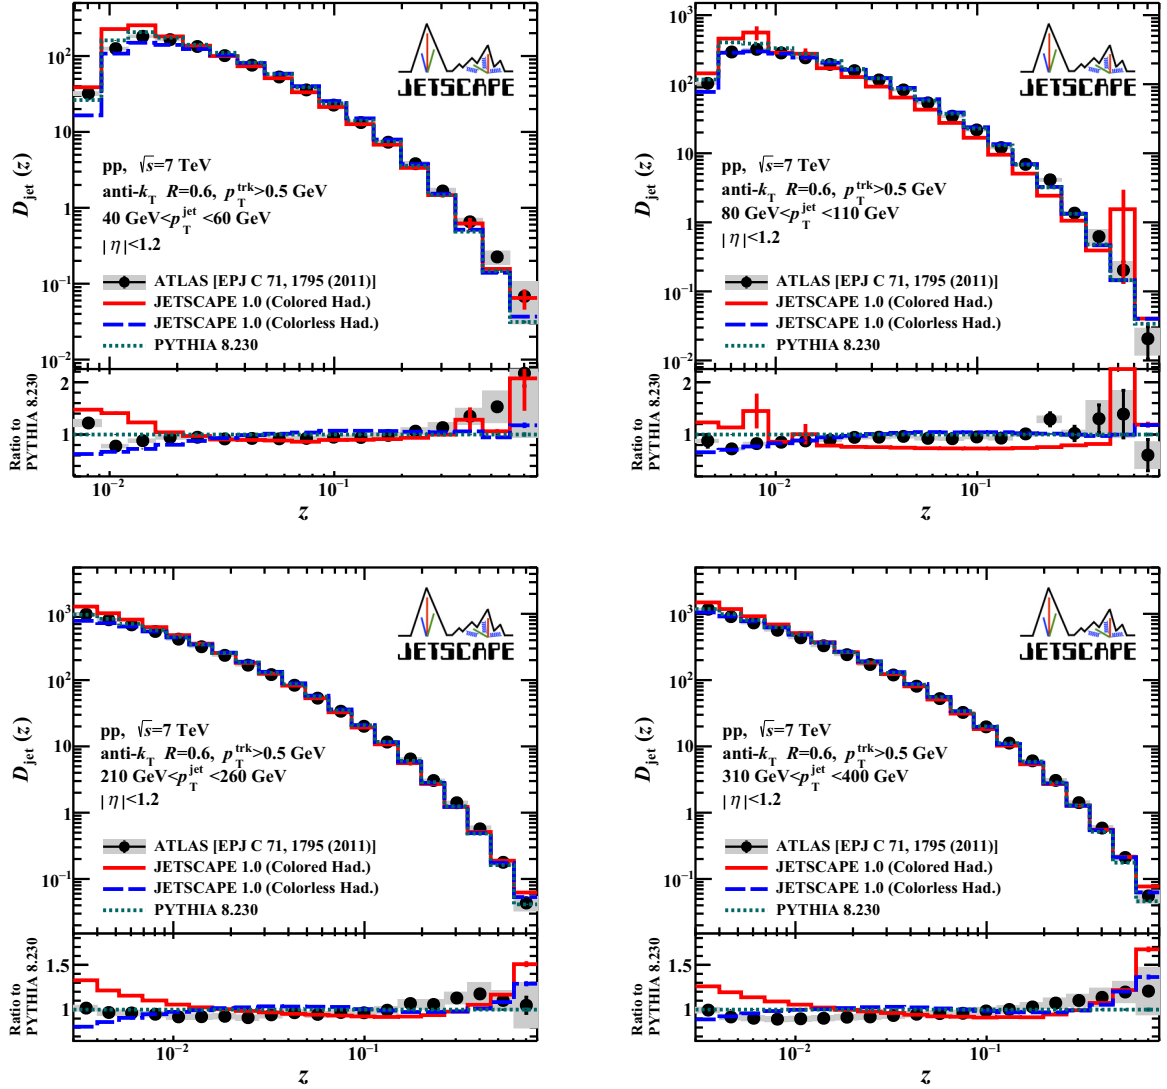 10²
10
1
10⁻¹
10⁻²
D_jet (z)
JETSCAPE
pp, √s=7 TeV
anti-k_T R=0.6, p_T^trk>0.5 GeV
40 GeV<p_T^jet <60 GeV
|η|<1.2
ATLAS [EPJ C 71, 1795 (2011)]
JETSCAPE 1.0 (Colored Had.)
JETSCAPE 1.0 (Colorless Had.)
PYTHIA 8.230
Ratio to
PYTHIA 8.230
2
1
10⁻² 10⁻¹
z
10³
10²
10
1
10⁻¹
10⁻²
D_jet (z)
JETSCAPE
pp, √s=7 TeV
anti-k_T R=0.6, p_T^trk>0.5 GeV
80 GeV<p_T^jet <110 GeV
|η|<1.2
ATLAS [EPJ C 71, 1795 (2011)]
JETSCAPE 1.0 (Colored Had.)
JETSCAPE 1.0 (Colorless Had.)
PYTHIA 8.230
Ratio to
PYTHIA 8.230
2
1
10⁻² 10⁻¹
z
10³
10²
10
1
10⁻¹
D_jet (z)
JETSCAPE
pp, √s=7 TeV
anti-k_T R=0.6, p_T^trk>0.5 GeV
210 GeV<p_T^jet <260 GeV
|η|<1.2
ATLAS [EPJ C 71, 1795 (2011)]
JETSCAPE 1.0 (Colored Had.)
JETSCAPE 1.0 (Colorless Had.)
PYTHIA 8.230
Ratio to
PYTHIA 8.230
1.5
1
10⁻² 10⁻¹
z
10³
10²
10
1
10⁻¹
D_jet (z)
JETSCAPE
pp, √s=7 TeV
anti-k_T R=0.6, p_T^trk>0.5 GeV
310 GeV<p_T^jet <400 GeV
|η|<1.2
ATLAS [EPJ C 71, 1795 (2011)]
JETSCAPE 1.0 (Colored Had.)
JETSCAPE 1.0 (Colorless Had.)
PYTHIA 8.230
Ratio to
PYTHIA 8.230
1.5
1
10⁻² 10⁻¹
z